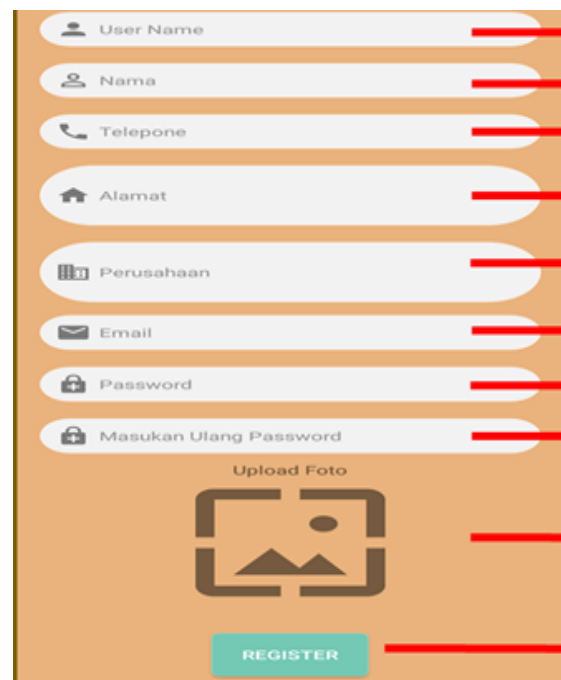 User Name
Nama
Telepone
Alamat
Perusahaan
Email
Password
Masukan Ulang Password
Upload Foto
REGISTER